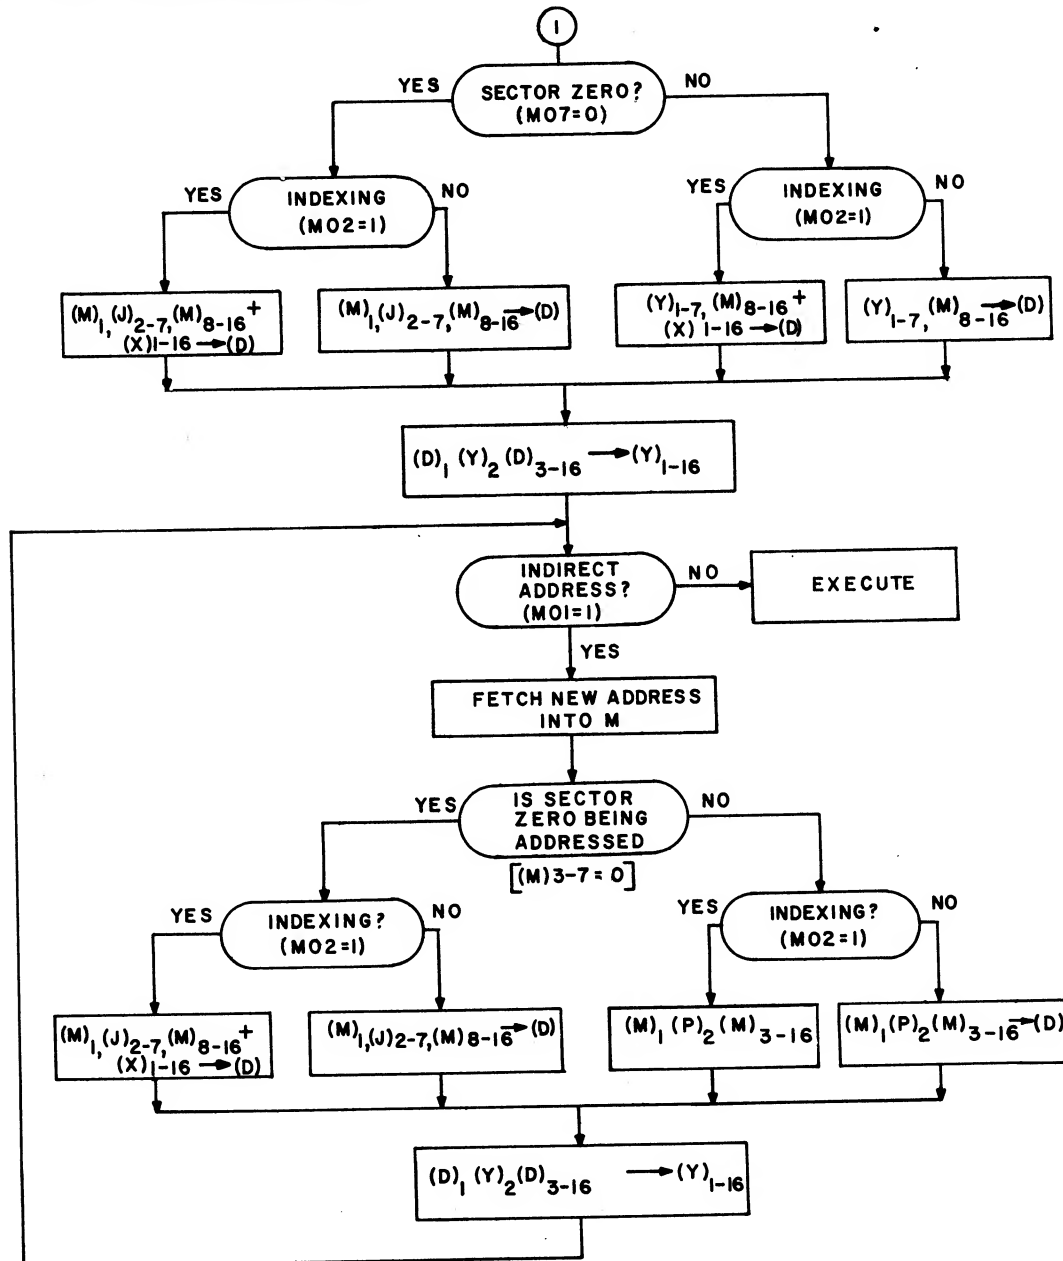 1
YES
SECTOR ZERO?
(M07=0)
NO
YES
INDEXING
(M02=1)
NO
YES
INDEXING
(M02=1)
NO
(M)1,(J)2-7,(M)8-16+
(X)1-16→(D)
(M)1,(J)2-7,(M)8-16→(D)
(Y)1-7,(M)8-16+
(X)1-16→(D)
(Y)1-7,(M)8-16→(D)
(D)1(Y)2(D)3-16→(Y)1-16
INDIRECT
ADDRESS?
(M01=1)
NO
EXECUTE
YES
FETCH NEW ADDRESS
INTO M
YES
IS SECTOR
ZERO BEING
ADDRESSED
NO
[(M)3-7=0]
YES
INDEXING?
(M02=1)
NO
YES
INDEXING?
(M02=1)
NO
(M)1,(J)2-7,(M)8-16+
(X)1-16→(D)
(M)1,(J)2-7,(M)8-16→(D)
(M)1(P)2(M)3-16
(M)1(P)2(M)3-16→(D)
(D)1(Y)2(D)3-16→(Y)1-16